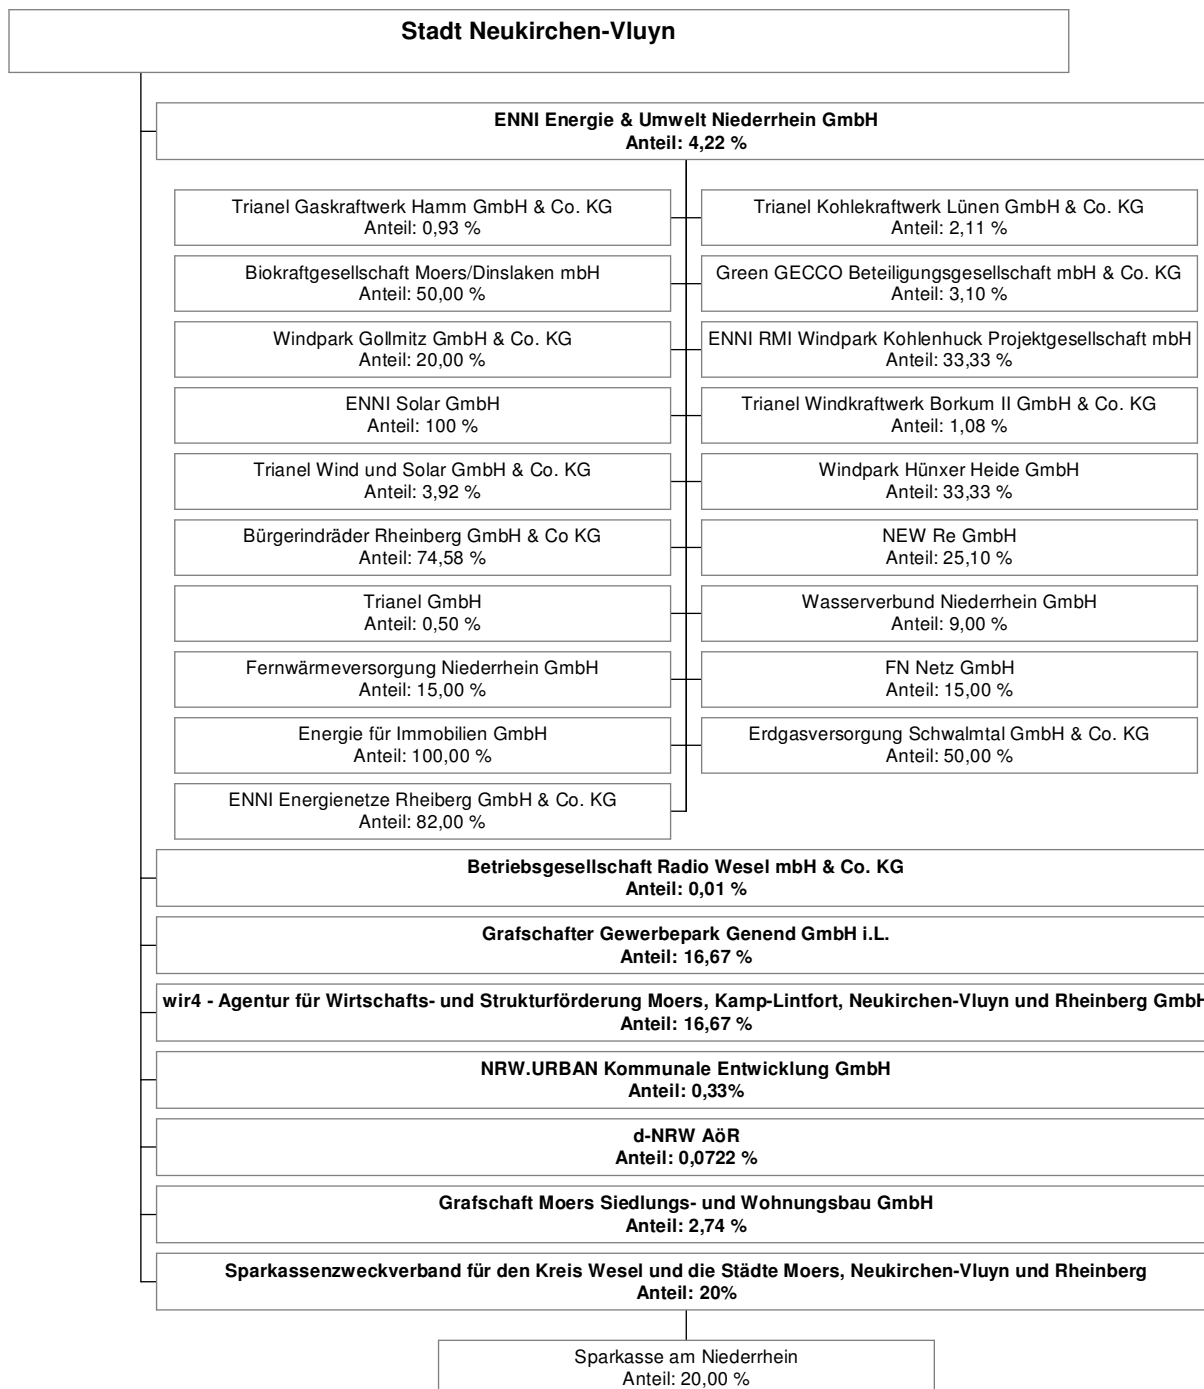 Stadt Neukirchen-Vluyn
ENNI Energie & Umwelt Niederrhein GmbH
Anteil: 4,22 %
Trianel Gaskraftwerk Hamm GmbH & Co. KG
Anteil: 0,93 %
Trianel Kohlekraftwerk Lünen GmbH & Co. KG
Anteil: 2,11 %
Biokraftgesellschaft Moers/Dinslaken mbH
Anteil: 50,00 %
Green GECCO Beteiligungsgesellschaft mbH & Co. KG
Anteil: 3,10 %
Windpark Gollmitz GmbH & Co. KG
Anteil: 20,00 %
ENNI RMI Windpark Kohlenhuck Projektgesellschaft mbH
Anteil: 33,33 %
ENNI Solar GmbH
Anteil: 100 %
Trianel Windkraftwerk Borkum II GmbH & Co. KG
Anteil: 1,08 %
Trianel Wind und Solar GmbH & Co. KG
Anteil: 3,92 %
Windpark Hünxer Heide GmbH
Anteil: 33,33 %
Bürgerindräder Rheinberg GmbH & Co KG
Anteil: 74,58 %
NEW Re GmbH
Anteil: 25,10 %
Trianel GmbH
Anteil: 0,50 %
Wasserverbund Niederrhein GmbH
Anteil: 9,00 %
Fernwärmeversorgung Niederrhein GmbH
Anteil: 15,00 %
FN Netz GmbH
Anteil: 15,00 %
Energie für Immobilien GmbH
Anteil: 100,00 %
Erdgasversorgung Schwalmtal GmbH & Co. KG
Anteil: 50,00 %
ENNI Energienetze Rheiberg GmbH & Co. KG
Anteil: 82,00 %
Betriebsgesellschaft Radio Wesel mbH & Co. KG
Anteil: 0,01 %
Grafschafter Gewerbepark Genend GmbH i.L.
Anteil: 16,67 %
wir4 - Agentur für Wirtschafts- und Strukturförderung Moers, Kamp-Lintfort, Neukirchen-Vluyn und Rheinberg GmbH
Anteil: 16,67 %
NRW.URBAN Kommunale Entwicklung GmbH
Anteil: 0,33%
d-NRW AöR
Anteil: 0,0722 %
Grafschaft Moers Siedlungs- und Wohnungsbau GmbH
Anteil: 2,74 %
Sparkassenzweckverband für den Kreis Wesel und die Städte Moers, Neukirchen-Vluyn und Rheinberg
Anteil: 20%
Sparkasse am Niederrhein
Anteil: 20,00 %